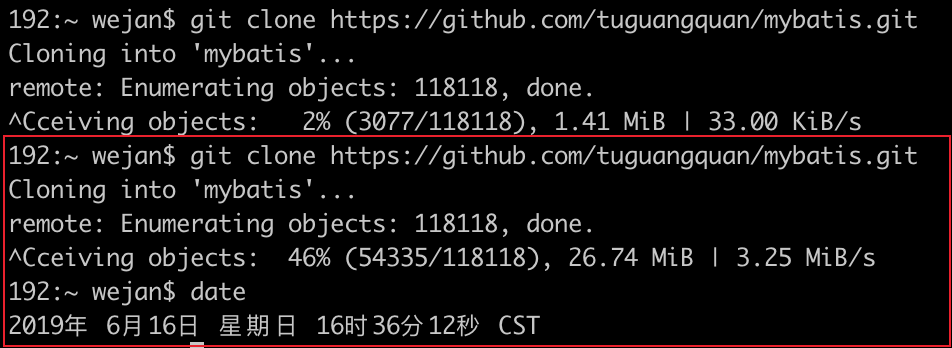 192:~ wejan$ git clone https://github.com/tuguangquan/mybatis.git
Cloning into 'mybatis'...
remote: Enumerating objects: 118118, done.
^Cceiving objects:   2% (3077/118118), 1.41 MiB | 33.00 KiB/s
192:~ wejan$ git clone https://github.com/tuguangquan/mybatis.git
Cloning into 'mybatis'...
remote: Enumerating objects: 118118, done.
^Cceiving objects:  46% (54335/118118), 26.74 MiB | 3.25 MiB/s
192:~ wejan$ date
2019年 6月16日 星期日 16时36分12秒 CST